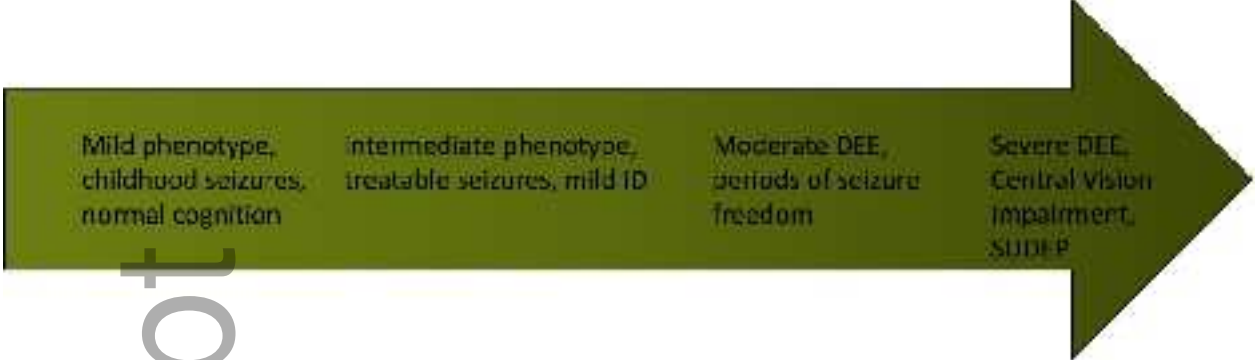 Mild phenotype,
childhood seizures,
normal cognition
Intermediate phenotype,
treatable seizures, mild ID
Moderate DEE,
periods of seizure
freedom
Severe DEE,
Central Vision
Impairment,
SUDEP
ot